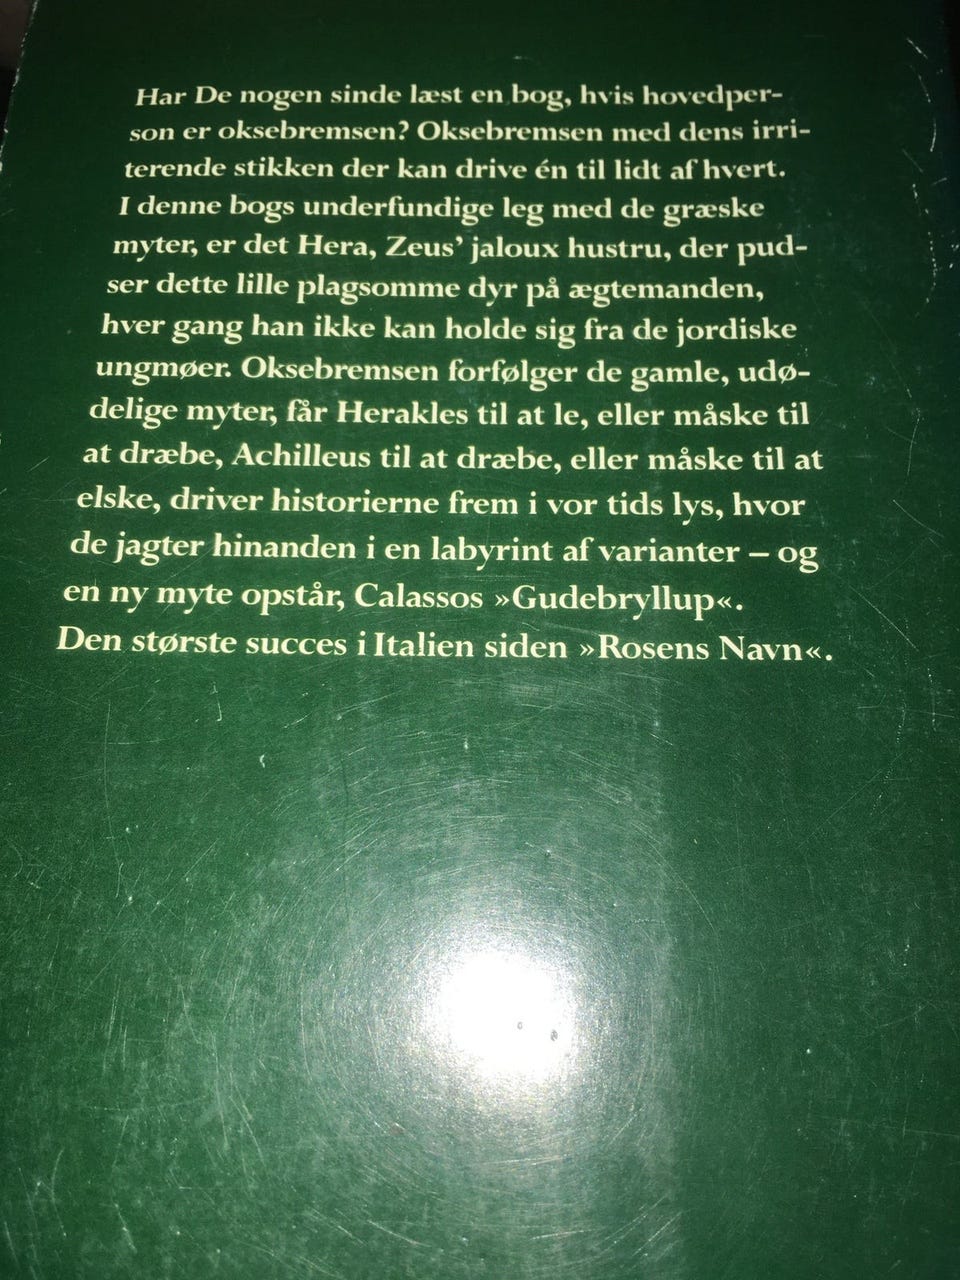 Har De nogen sinde læst en bog, hvis hovedper-
son er oksebremsen? Oksebremsen med dens irri-
terende stikken der kan drive én til lidt af hvert.
I denne bogs underfundige leg med de græske
myter, er det Hera, Zeus’ jaloux hustru, der pud-
ser dette lille plagsomme dyr på ægtemanden,
hver gang han ikke kan holde sig fra de jordiske
ungmøer. Oksebremsen forfølger de gamle, udø-
delige myter, får Herakles til at le, eller måske til
at dræbe, Achilleus til at dræbe, eller måske til at
elske, driver historierne frem i vor tids lys, hvor
de jagter hinanden i en labyrint af varianter – og
en ny myte opstår, Calassos »Gudebryllup«.
Den største succes i Italien siden »Rosens Navn«.